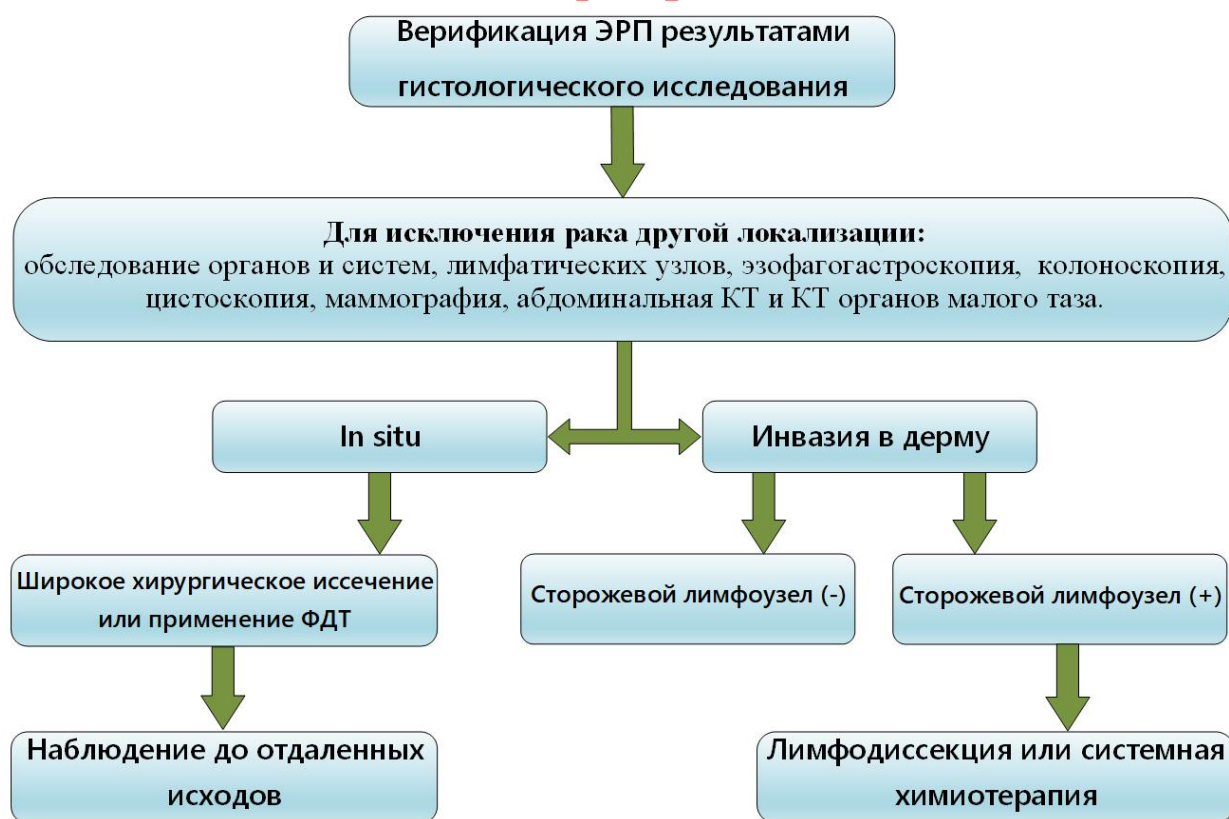 Верификация ЭРП результатами
гистологического исследования
Для исключения рака другой локализации:
обследование органов и систем, лимфатических узлов, эзофагогастроскопия, колоноскопия,
цистоскопия, маммография, абдоминальная КТ и КТ органов малого таза.
In situ
Инвазия в дерму
Широкое хирургическое иссечение
или применение ФДТ
Сторожевой лимфоузел (-)
Сторожевой лимфоузел (+)
Наблюдение до отдаленных
исходов
Лимфодиссекция или системная
химиотерапия